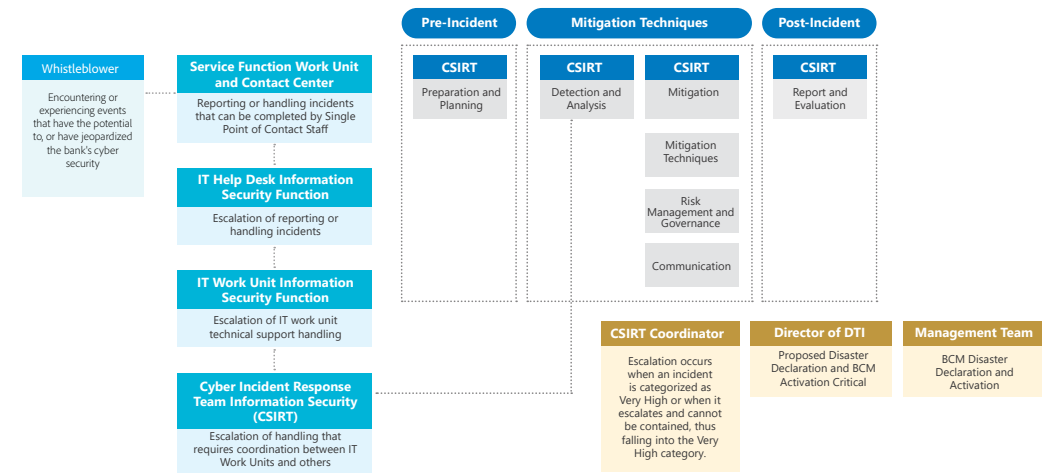 Pre-Incident
Mitigation Techniques
Post-Incident
Whistleblower
Encountering or
experiencing events
that have the potential
to, or have jeopardized
the bank's cyber
security
Service Function Work Unit
and Contact Center
Reporting or handling incidents
that can be completed by Single
Point of Contact Staff
IT Help Desk Information
Security Function
Escalation of reporting or
handling incidents
IT Work Unit Information
Security Function
Escalation of IT work unit
technical support handling
Cyber Incident Response
Team Information Security
(CSIRT)
Escalation of handling that
requires coordination between IT
Work Units and others
CSIRT
Preparation and
Planning
CSIRT
Detection and
Analysis
CSIRT
Mitigation
Mitigation
Techniques
Risk
Management and
Governance
Communication
CSIRT
Report and
Evaluation
CSIRT Coordinator
Escalation occurs
when an incident
is categorized as
Very High or when it
escalates and cannot
be contained, thus
falling into the Very
High category.
Director of DTI
Proposed Disaster
Declaration and BCM
Activation Critical
Management Team
BCM Disaster
Declaration and
Activation